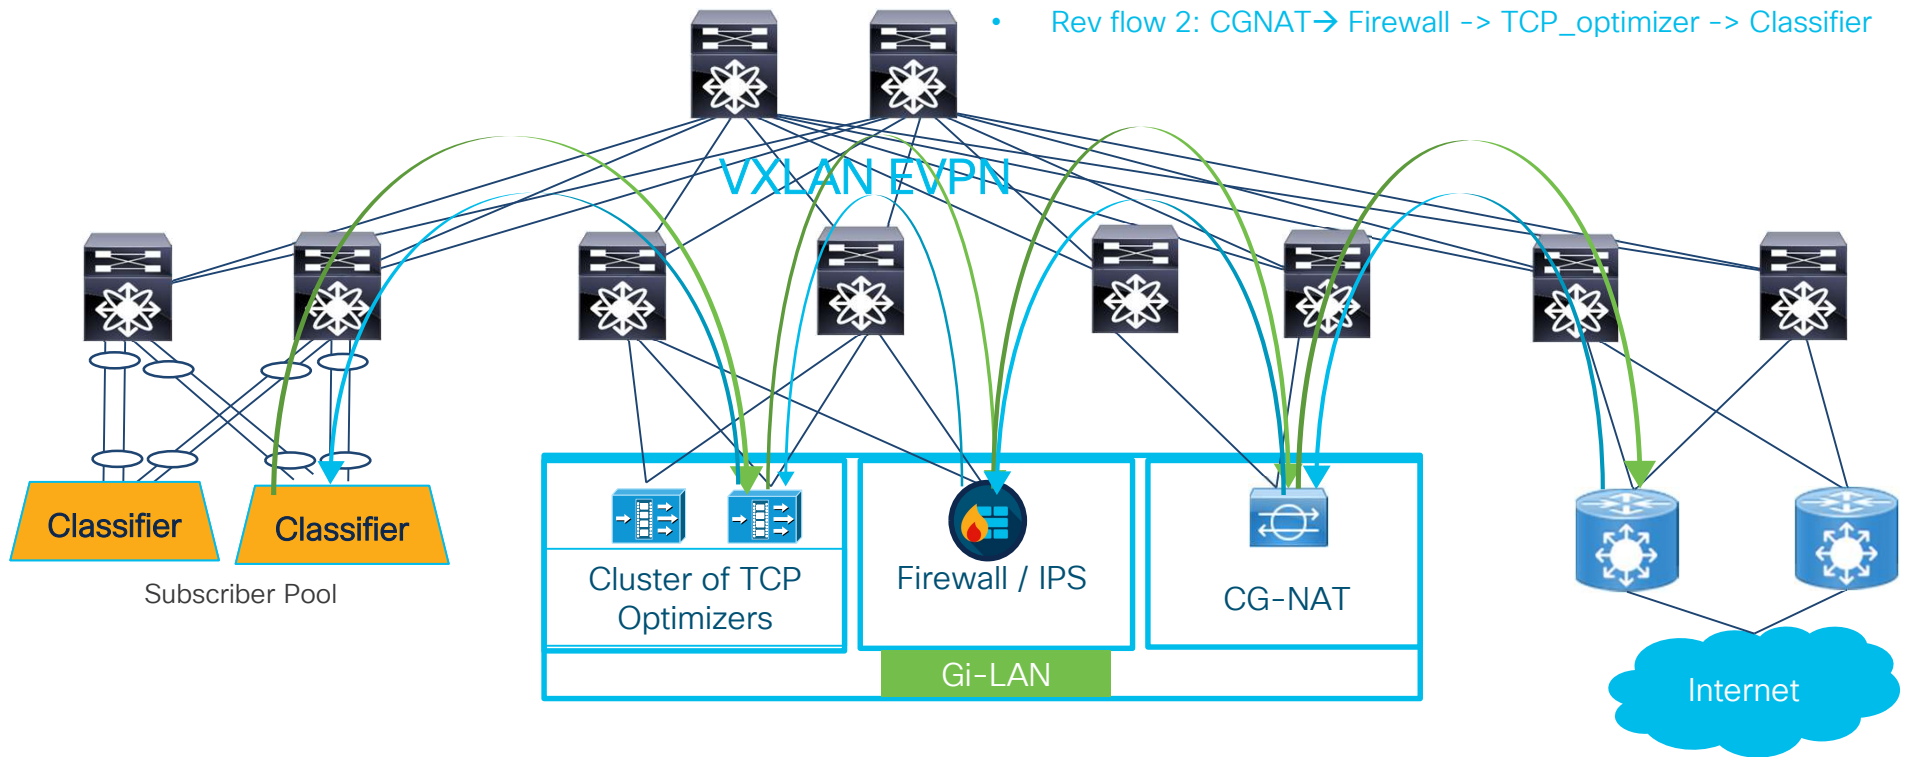 • Rev flow 2: CGNAT→ Firewall -> TCP_optimizer -> Classifier
VXLAN EVPN
Classifier
Classifier
Subscriber Pool
Cluster of TCP
Optimizers
Firewall / IPS
CG-NAT
Gi-LAN
Internet